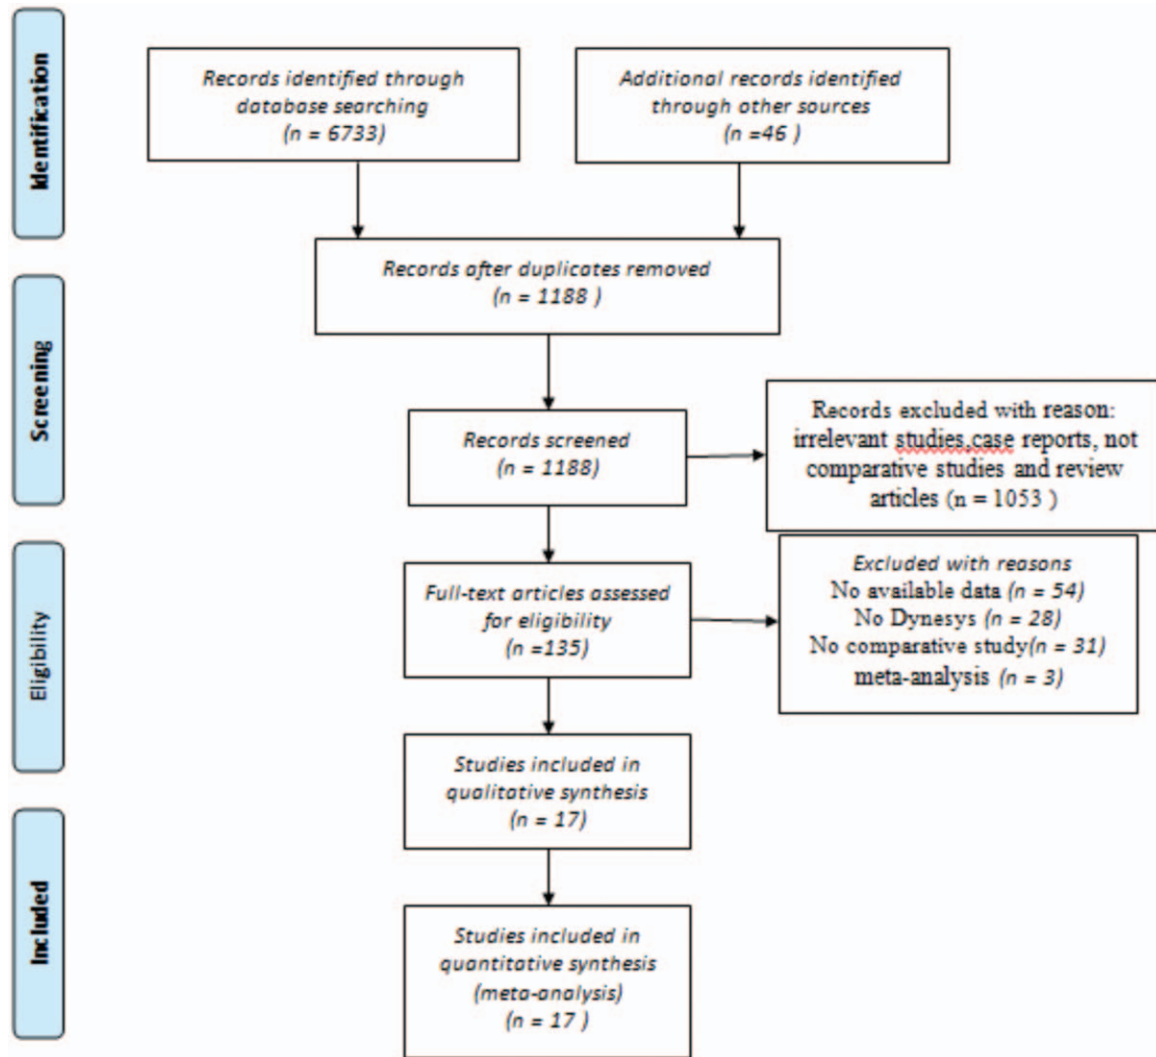 Identification
Records identified through
database searching
(n = 6733)
Additional records identified
through other sources
(n =46 )
Records after duplicates removed
(n = 1188 )
Screening
Records screened
(n = 1188)
Records excluded with reason:
irrelevant studies,case reports, not
comparative studies and review
articles (n = 1053 )
Eligibility
Full-text articles assessed
for eligibility
(n =135)
Excluded with reasons
No available data (n = 54)
No Dynesys (n = 28)
No comparative study(n = 31)
meta-analysis (n = 3)
Studies included in
qualitative synthesis
(n = 17)
Included
Studies included in
quantitative synthesis
(meta-analysis)
(n = 17 )